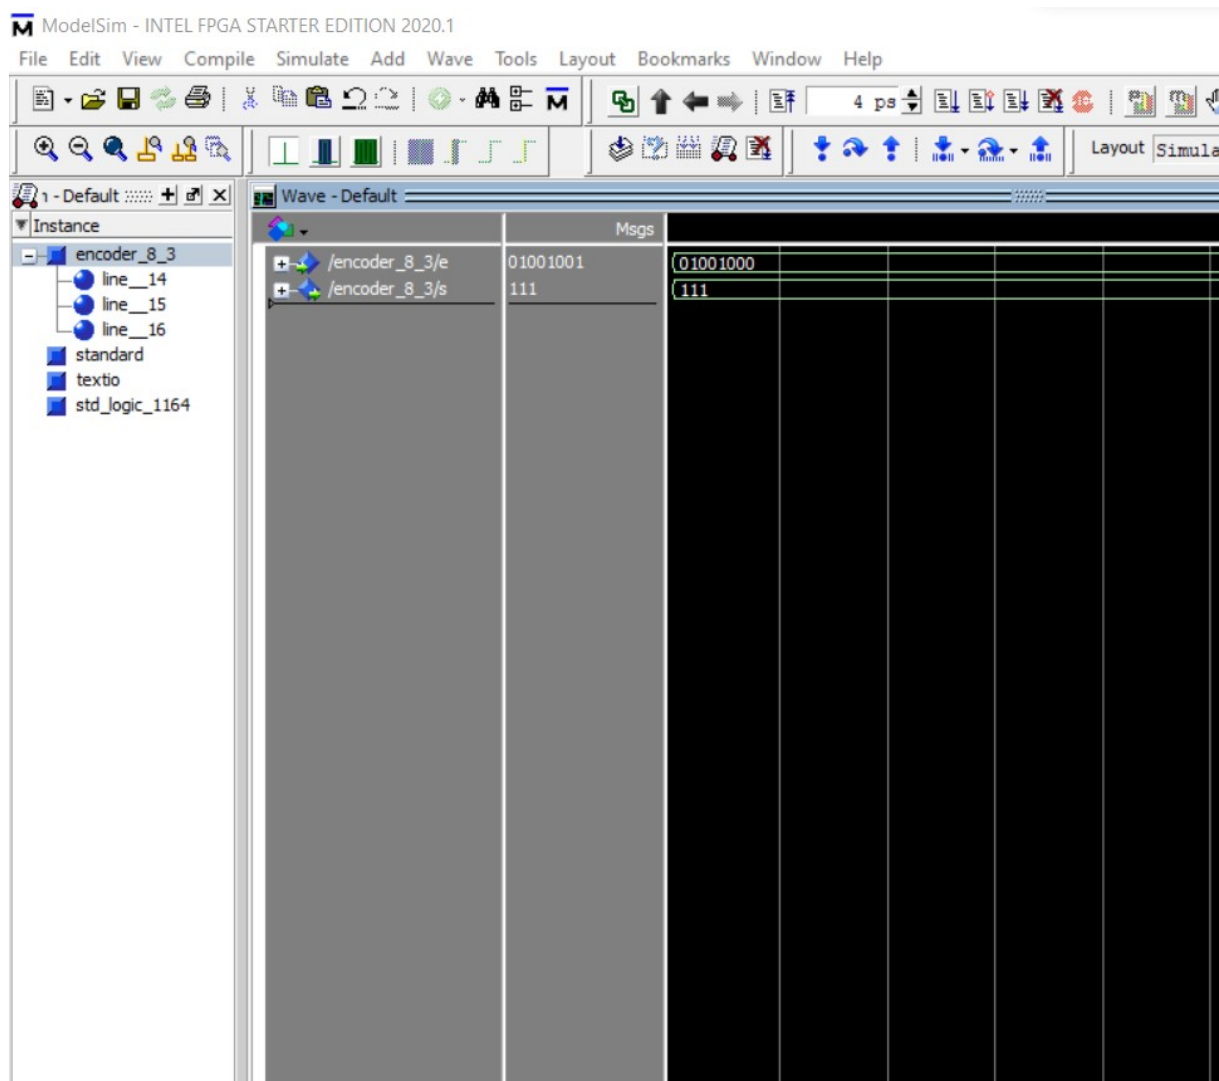 ModelSim - INTEL FPGA STARTER EDITION 2020.1
File Edit View Compile Simulate Add Wave Tools Layout Bookmarks Window Help
4 ps
Layout Simula
- Default
Wave - Default
Instance
Msgs
encoder_8_3
line__14
line__15
line__16
standard
textio
std_logic_1164
/encoder_8_3/e 01001001 01001000
/encoder_8_3/s 111 111